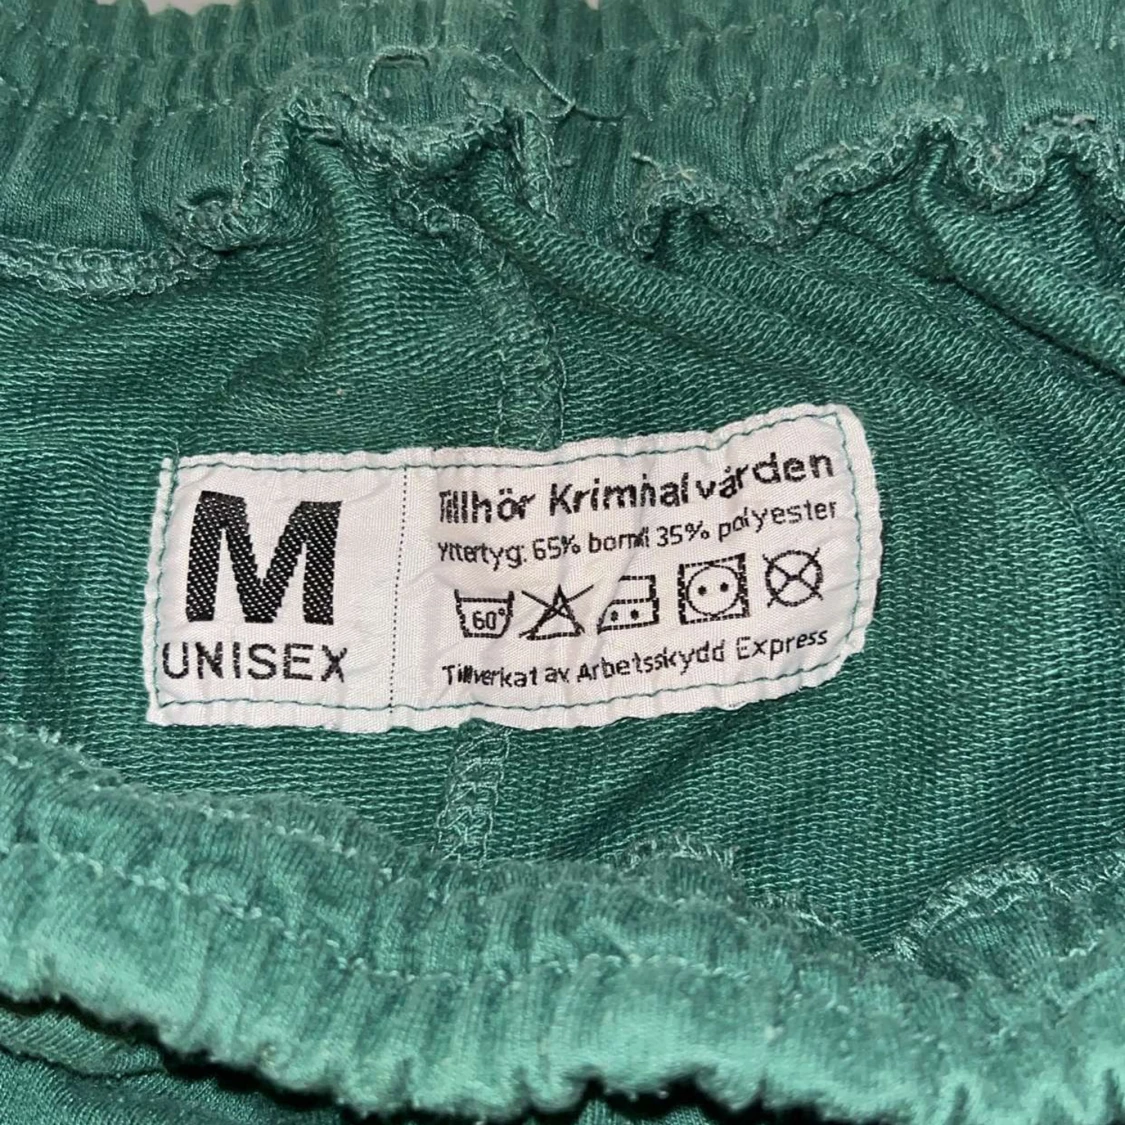 M
UNISEX
Tillhör Kriminalvården
Yttertyg: 65% bomull 35% polyester
60°
Tillverkat av Arbetsskydd Express